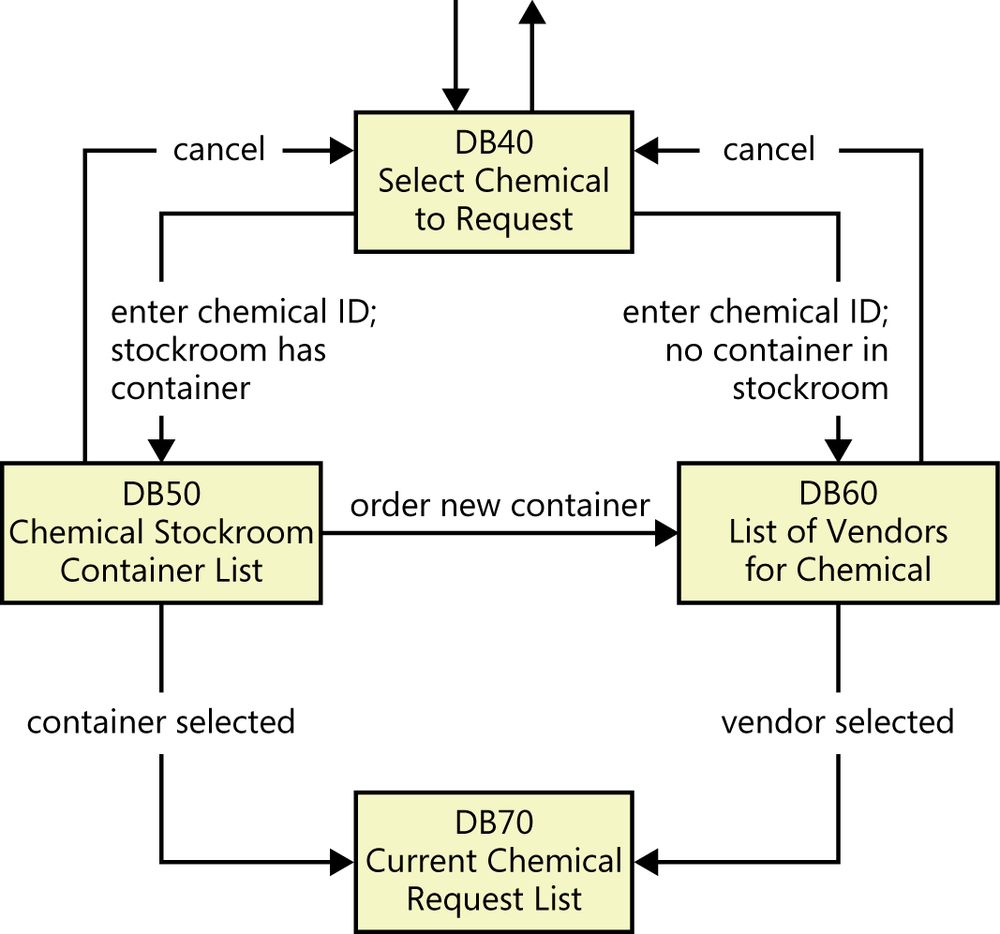 DB40
Select Chemical
to Request
cancel
cancel
enter chemical ID;
stockroom has
container
enter chemical ID;
no container in
stockroom
DB50
Chemical Stockroom
Container List
order new container
DB60
List of Vendors
for Chemical
container selected
vendor selected
DB70
Current Chemical
Request List